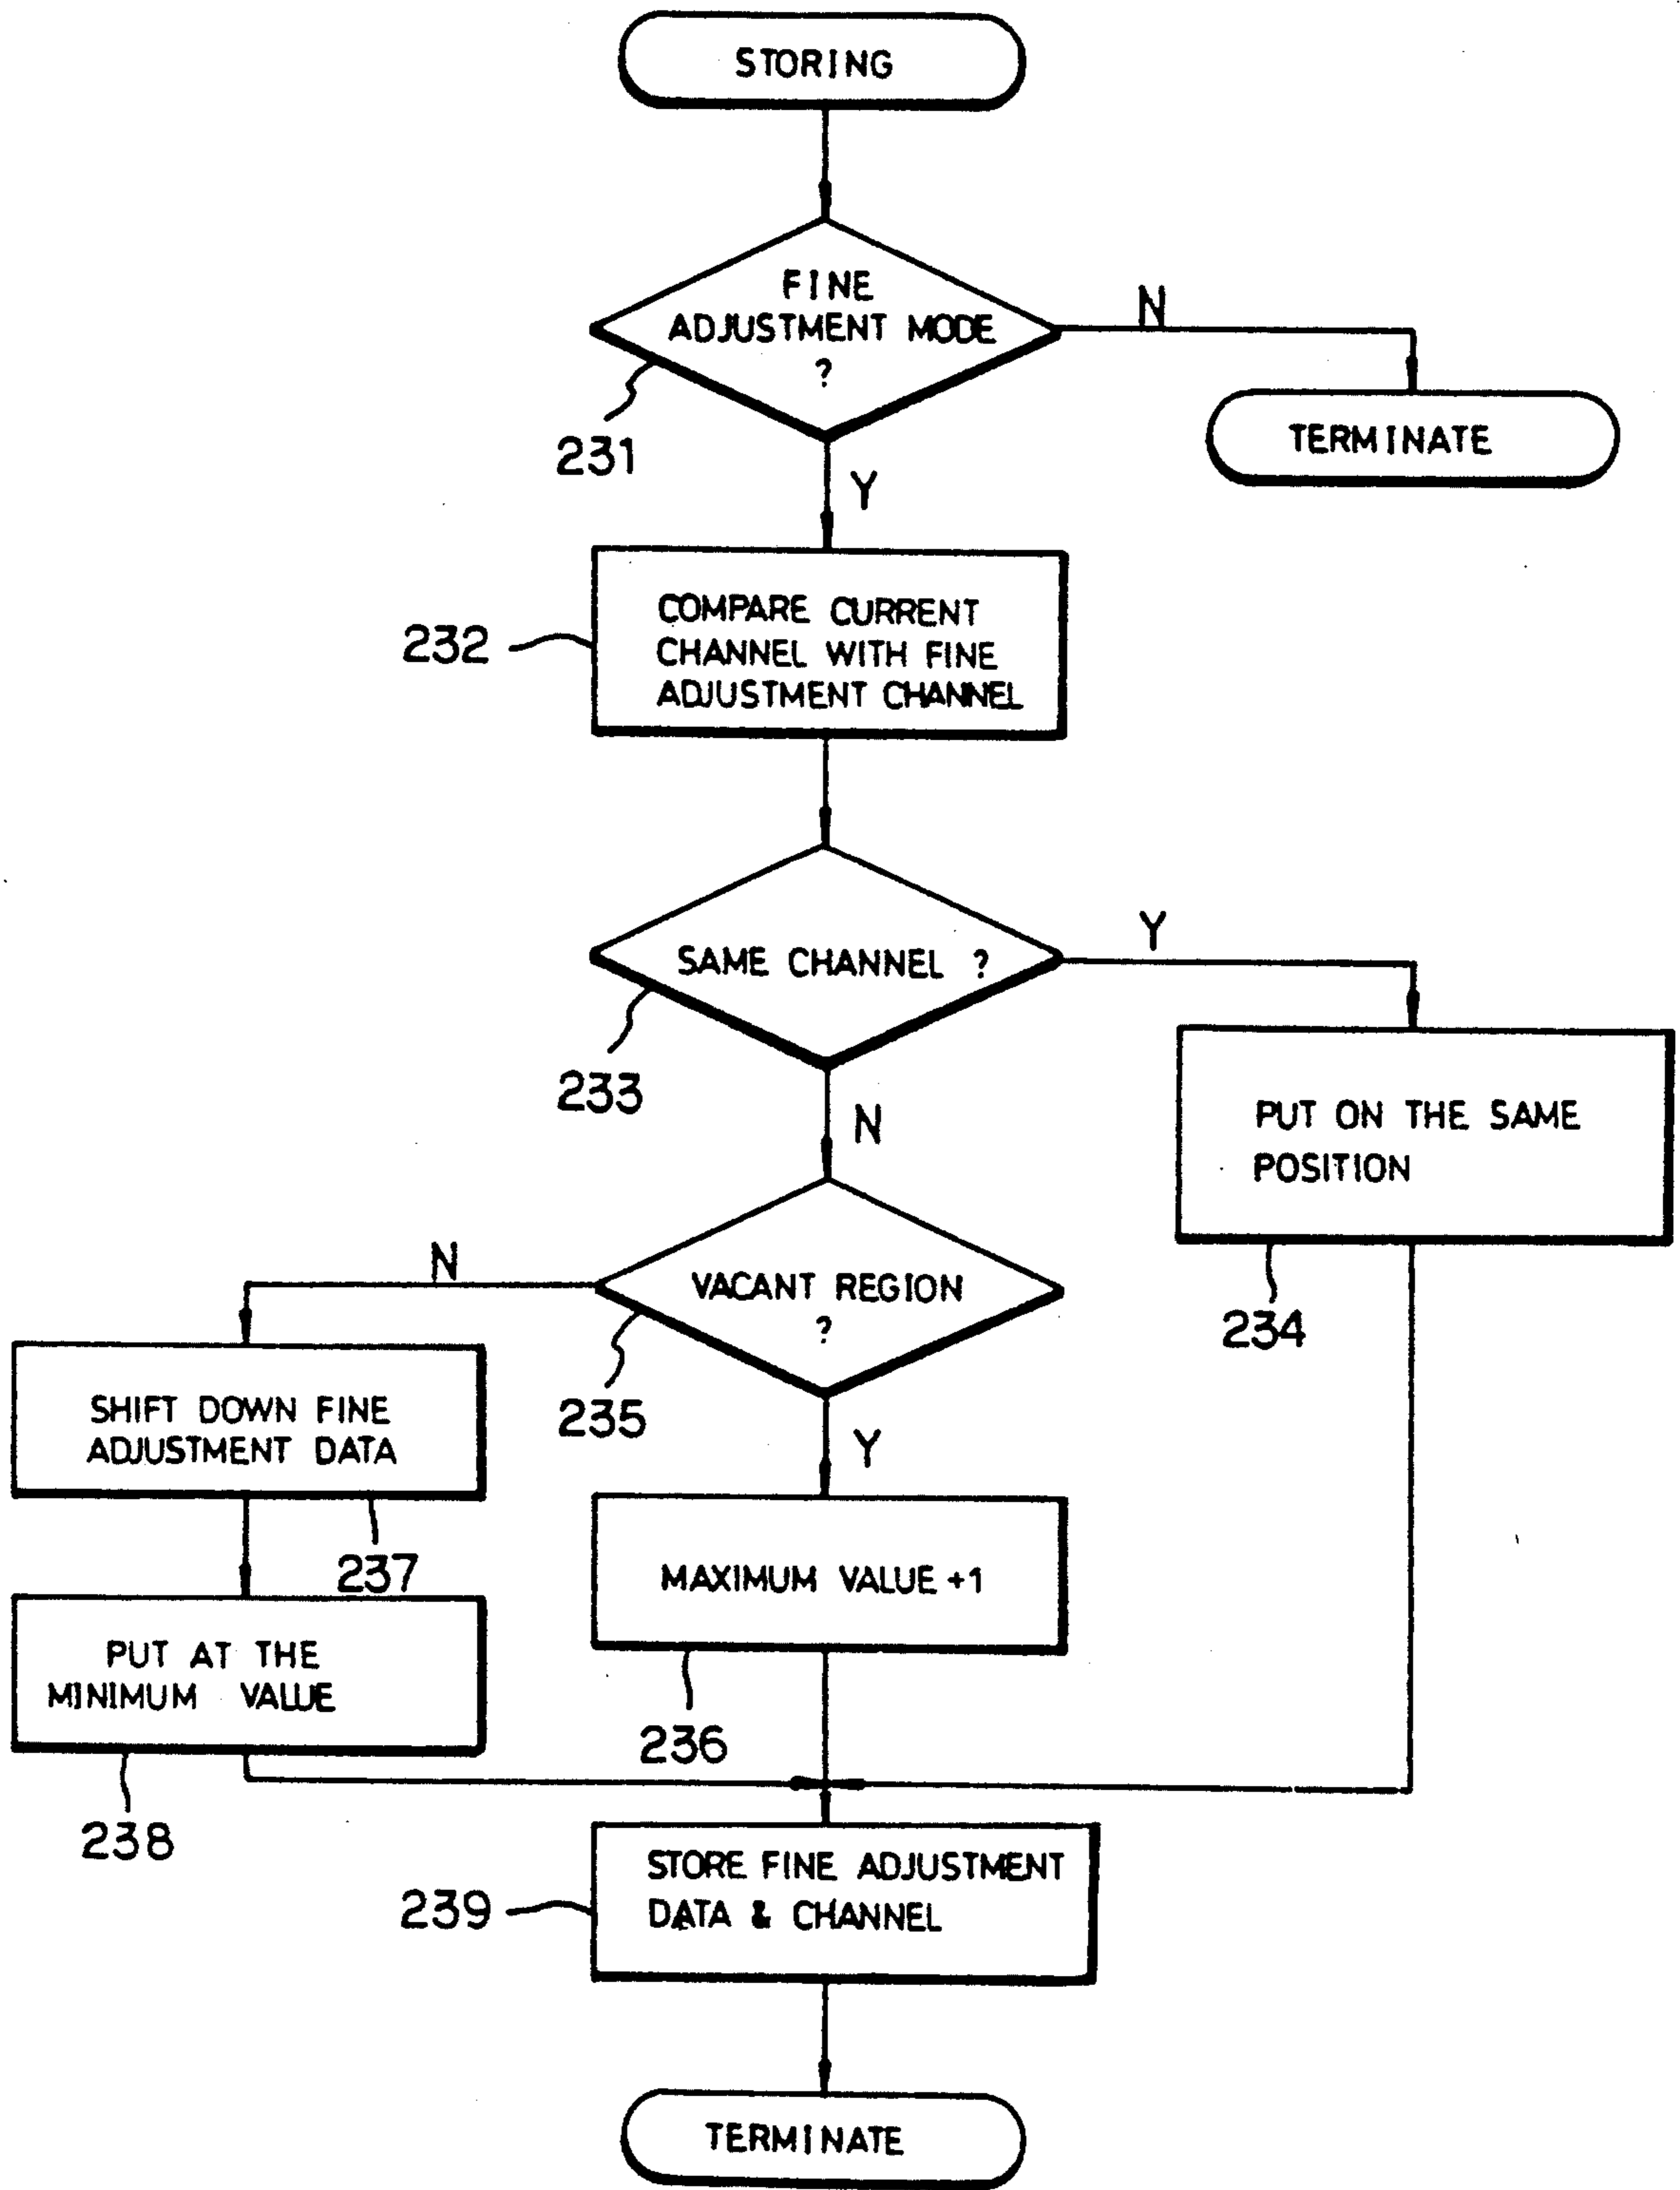 STORING
FINE
ADJUSTMENT MODE
?
N
231
TERMINATE
Y
COMPARE CURRENT
CHANNEL WITH FINE
ADJUSTMENT CHANNEL
232
SAME CHANNEL ?
Y
233
N
PUT ON THE SAME
POSITION
234
VACANT REGION
?
N
235
Y
SHIFT DOWN FINE
ADJUSTMENT DATA
237
MAXIMUM VALUE +1
236
PUT AT THE
MINIMUM VALUE
238
STORE FINE ADJUSTMENT
DATA & CHANNEL
239
TERMINATE